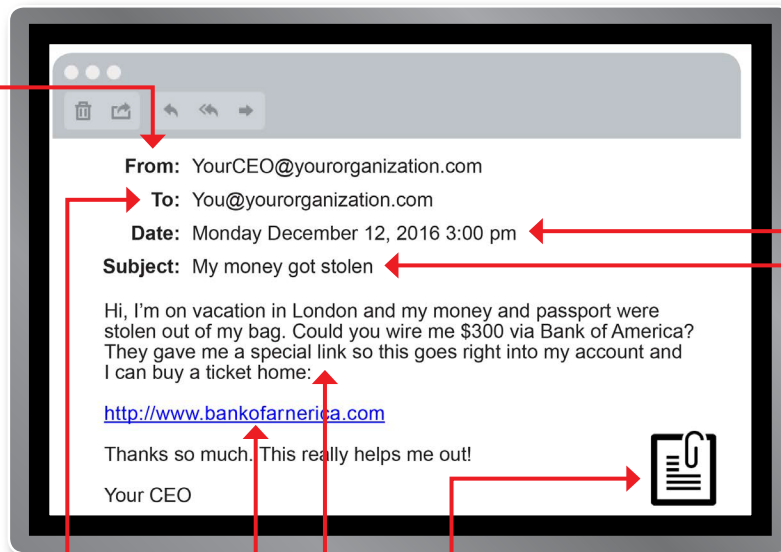 From: YourCEO@yourorganization.com
To: You@yourorganization.com
Date: Monday December 12, 2016 3:00 pm
Subject: My money got stolen
Hi, I'm on vacation in London and my money and passport were
stolen out of my bag. Could you wire me $300 via Bank of America?
They gave me a special link so this goes right into my account and
I can buy a ticket home:
http://www.bankofarnerica.com
Thanks so much. This really helps me out!
Your CEO